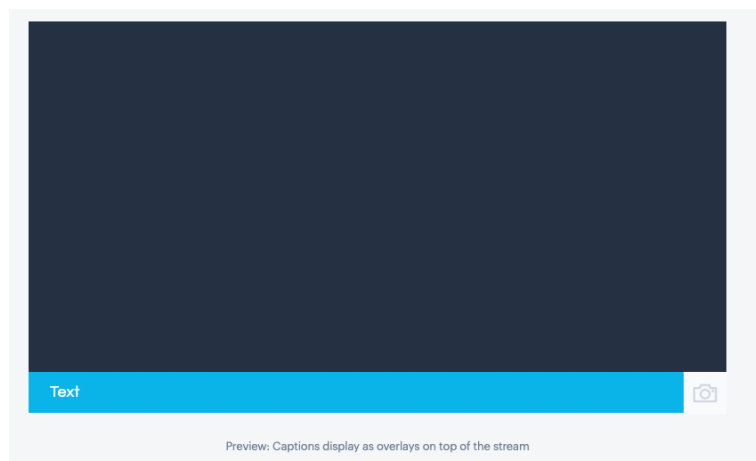 Text
Preview: Captions display as overlays on top of the stream